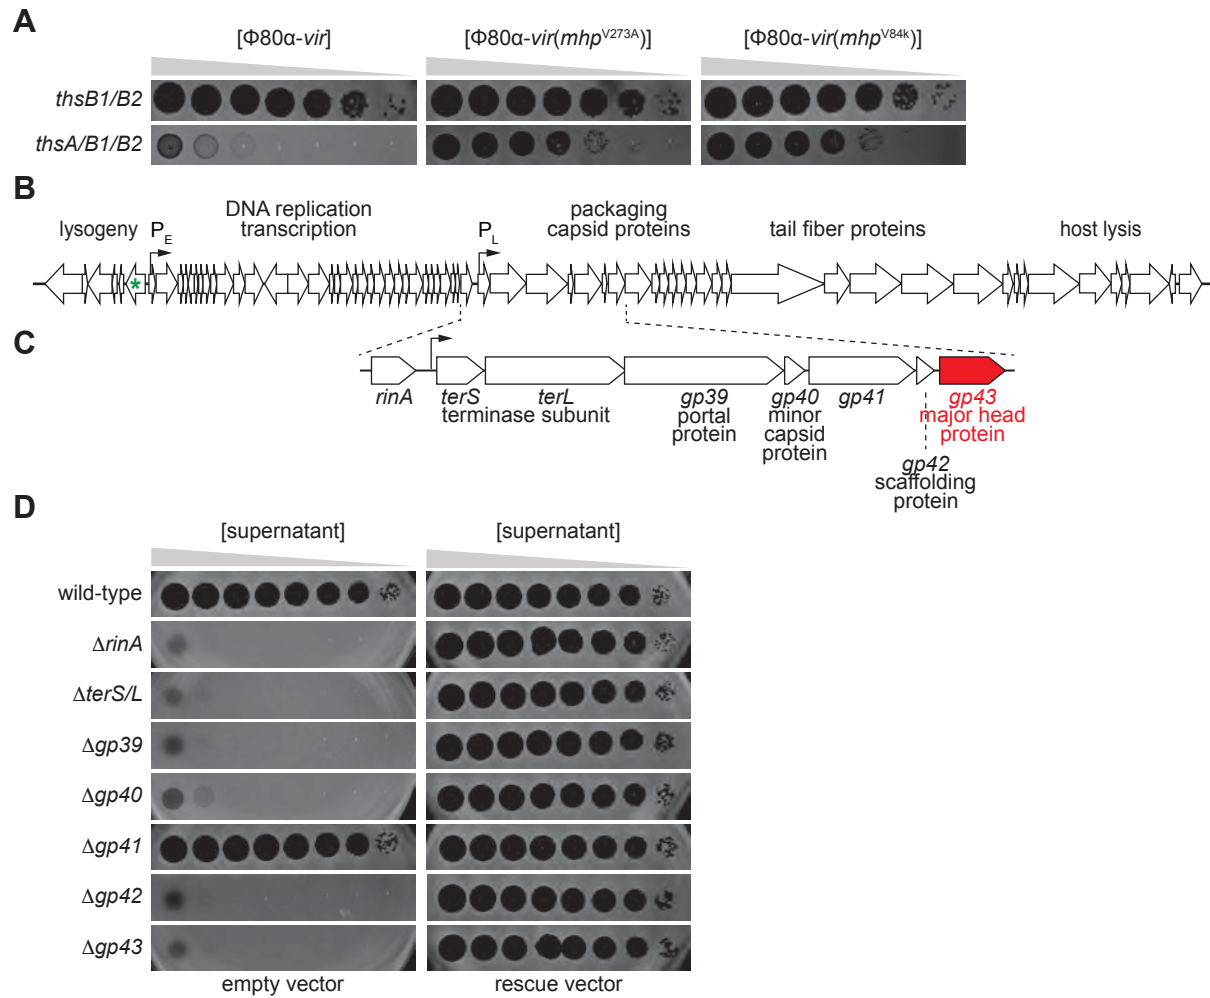 A
[Φ80α-vir]
[Φ80α-vir(mhpV273A)]
[Φ80α-vir(mhpV84k)]
thsB1/B2
thsA/B1/B2
B
lysogeny
PE
DNA replication
transcription
PL
packaging
capsid proteins
tail fiber proteins
host lysis
*
C
rinA
terS
terL
terminase subunit
gp39
portal
protein
gp40
minor
capsid
protein
gp41
gp43
major head
protein
gp42
scaffolding
protein
D
[supernatant]
[supernatant]
wild-type
ΔrinA
ΔterS/L
Δgp39
Δgp40
Δgp41
Δgp42
Δgp43
empty vector
rescue vector